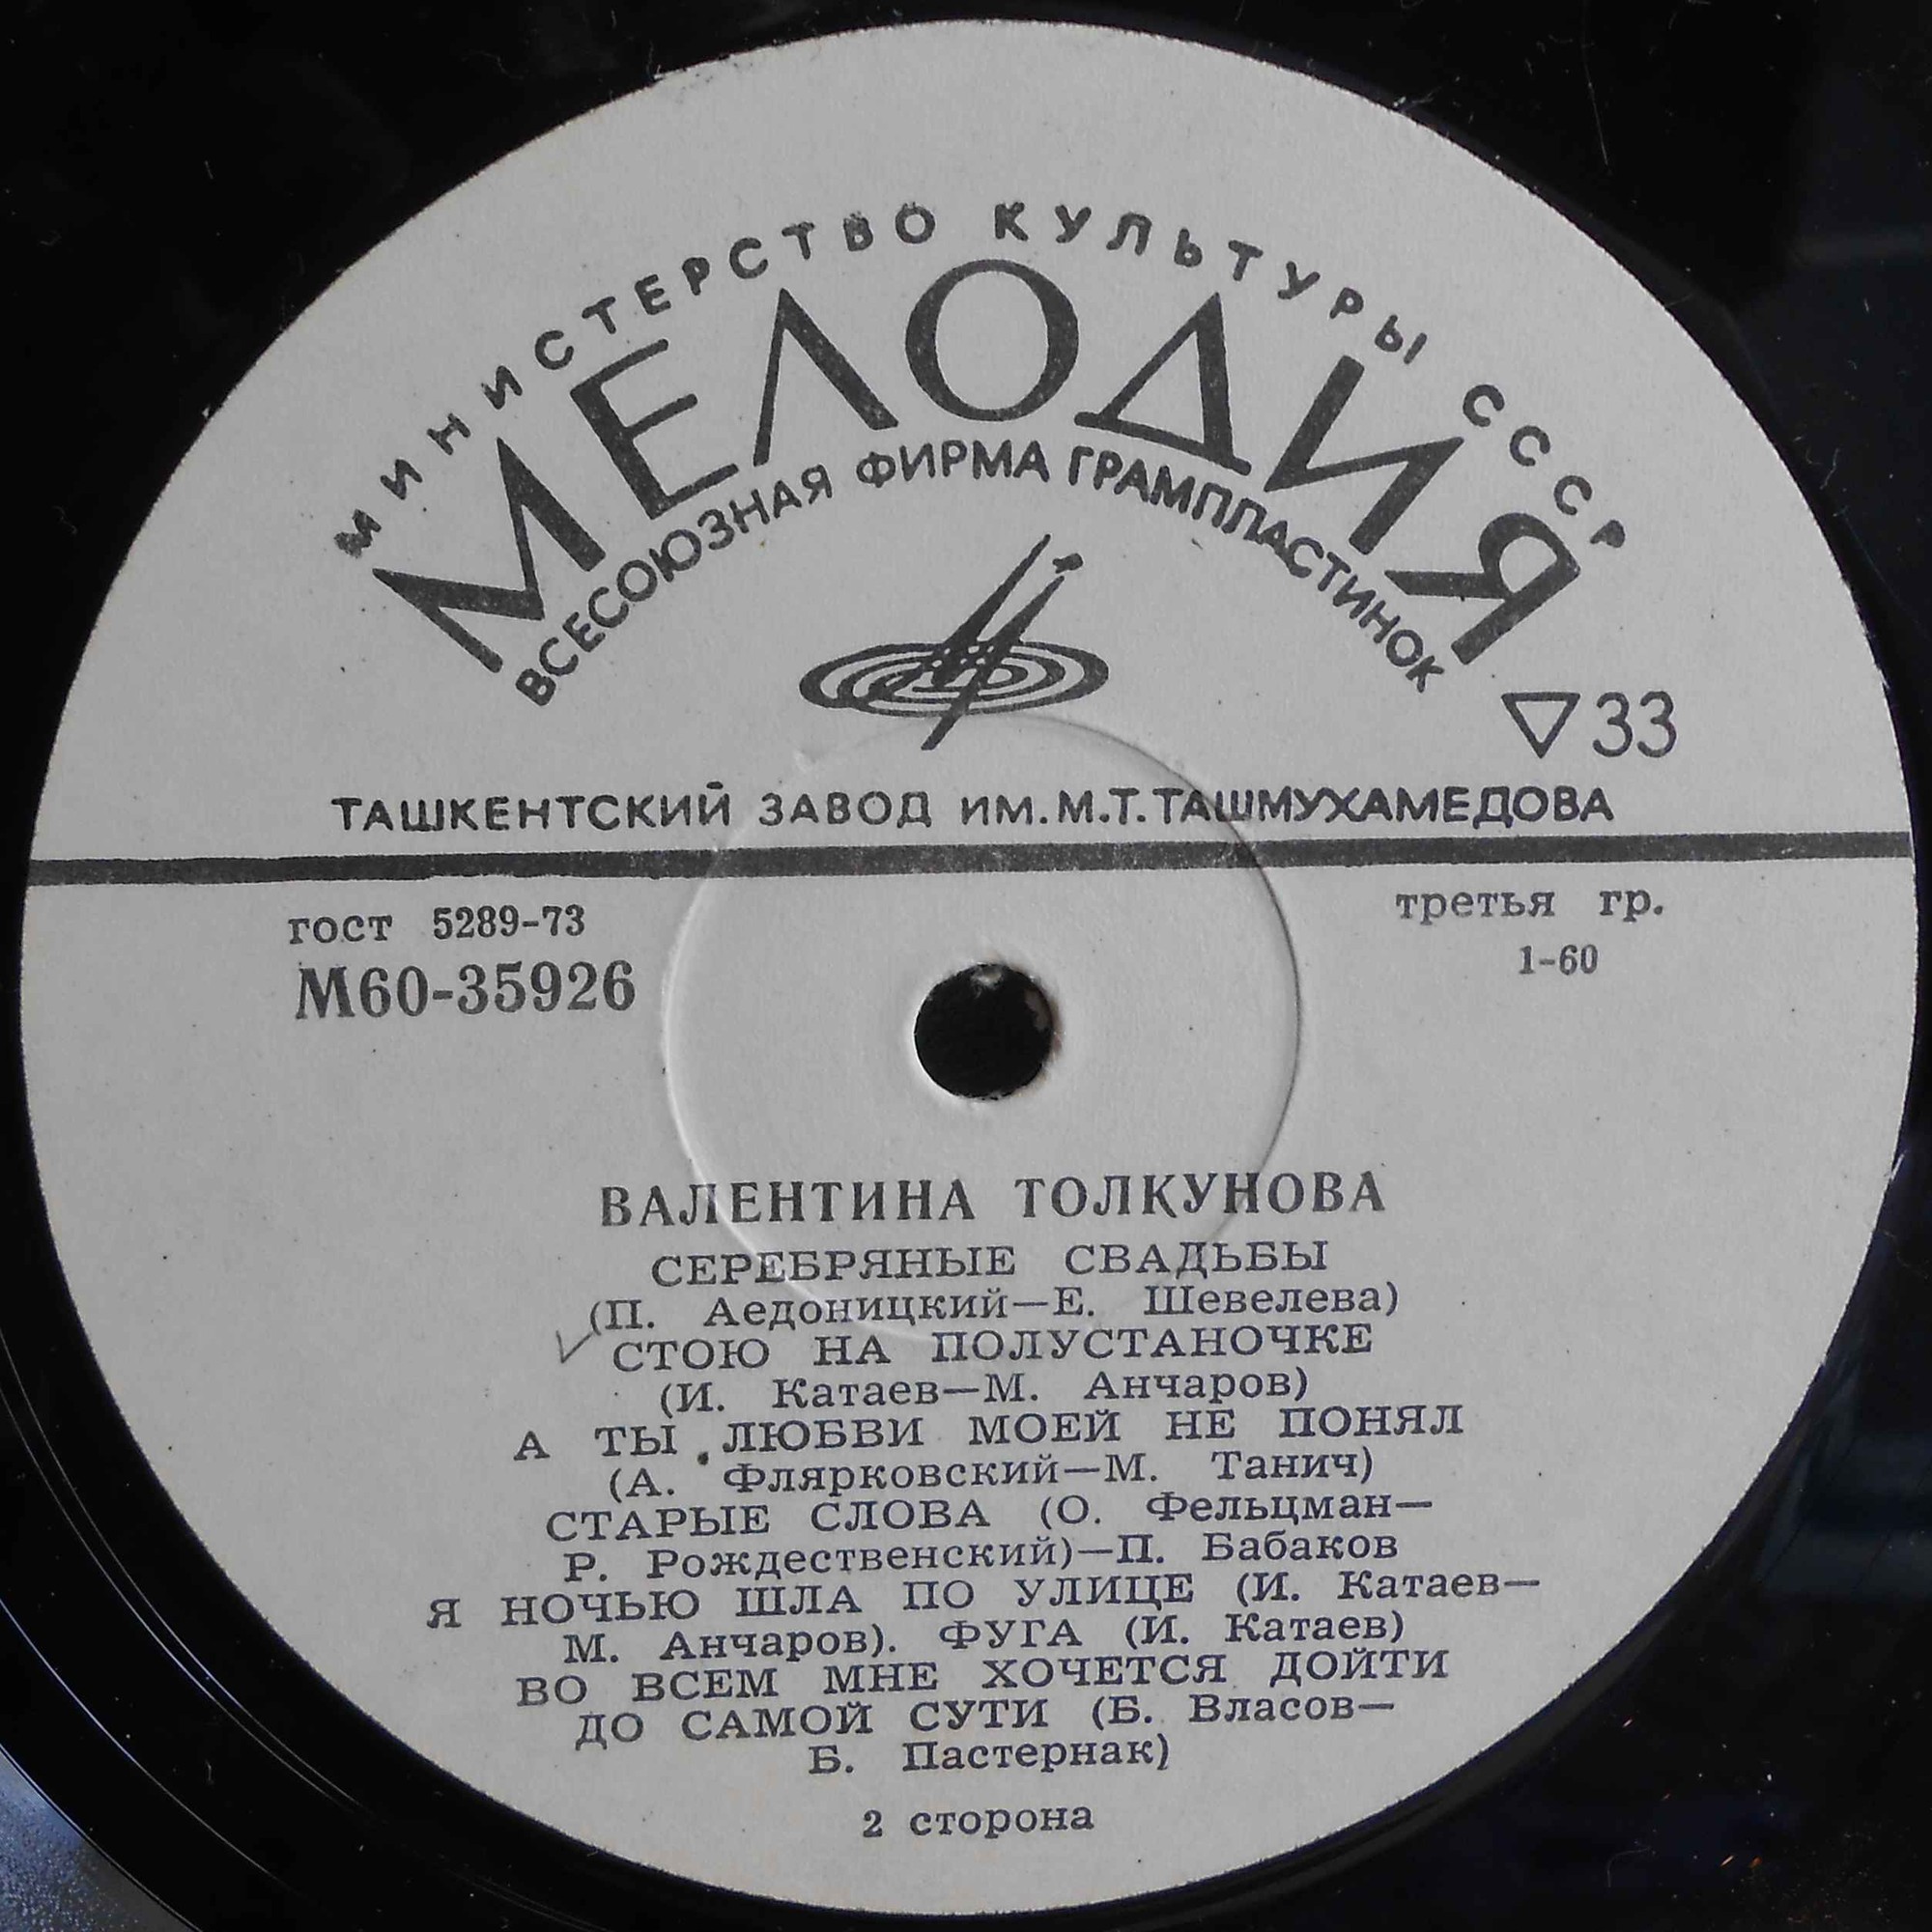 МИНИСТЕРСТВО КУЛЬТУРЫ СССР
МЕЛОДИЯ
ВСЕСОЮЗНАЯ ФИРМА ГРАМПЛАСТИНОК
33
ТАШКЕНТСКИЙ ЗАВОД ИМ. М.Т. ТАШМУХАМЕДОВА
гост 5289-73
третья гр.
М60-35926
1-60
ВАЛЕНТИНА ТОЛКУНОВА
СЕРЕБРЯНЫЕ СВАДЬБЫ
(П. Аедоницкий—Е. Шевелева)
СТОЮ НА ПОЛУСТАНОЧКЕ
(И. Катаев—М. Анчаров)
А ТЫ ЛЮБВИ МОЕЙ НЕ ПОНЯЛ
(А. Флярковский—М. Танич)
СТАРЫЕ СЛОВА (О. Фельцман—
Р. Рождественский)—П. Бабаков
Я НОЧЬЮ ШЛА ПО УЛИЦЕ (И. Катаев—
М. Анчаров). ФУГА (И. Катаев)
ВО ВСЕМ МНЕ ХОЧЕТСЯ ДОЙТИ
ДО САМОЙ СУТИ (Б. Власов—
Б. Пастернак)
2 сторона